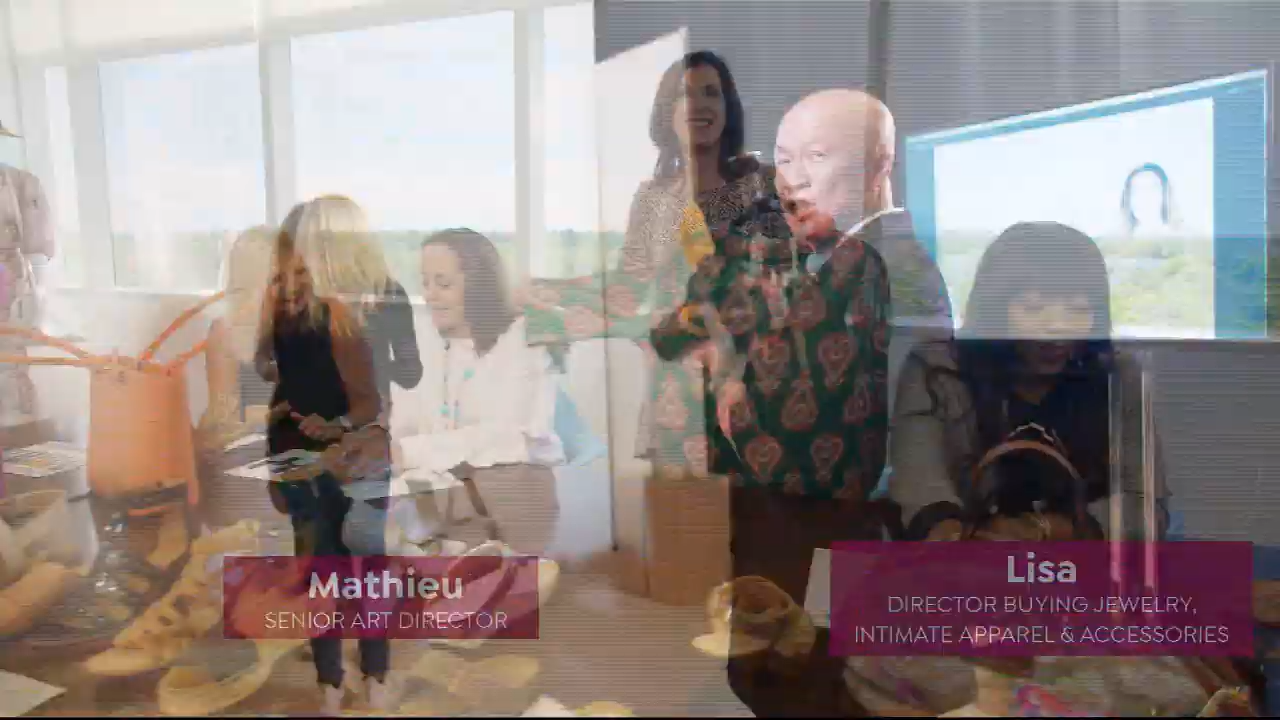 Mathieu
SENIOR ART DIRECTOR
Lisa
DIRECTOR BUYING JEWELRY,
INTIMATE APPAREL & ACCESSORIES